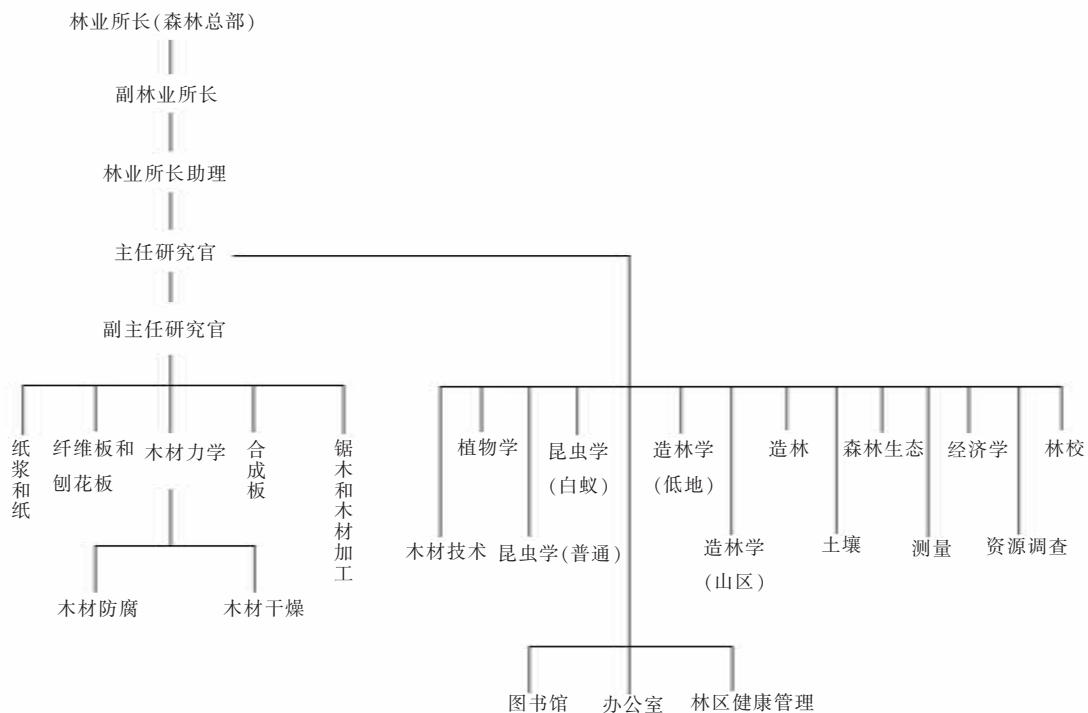 林业所长(森林总部)
副林业所长
林业所长助理
主任研究官
副主任研究官
纸浆和纸
纤维板和
刨花板
木材力学
合成板
锯木和木材加工
木材防腐
木材干燥
植物学
昆虫学
(白蚁)
造林学
(低地)
造林
森林生态
经济学
林校
木材技术
昆虫学(普通)
造林学
(山区)
土壤
测量
资源调查
图书馆
办公室
林区健康管理